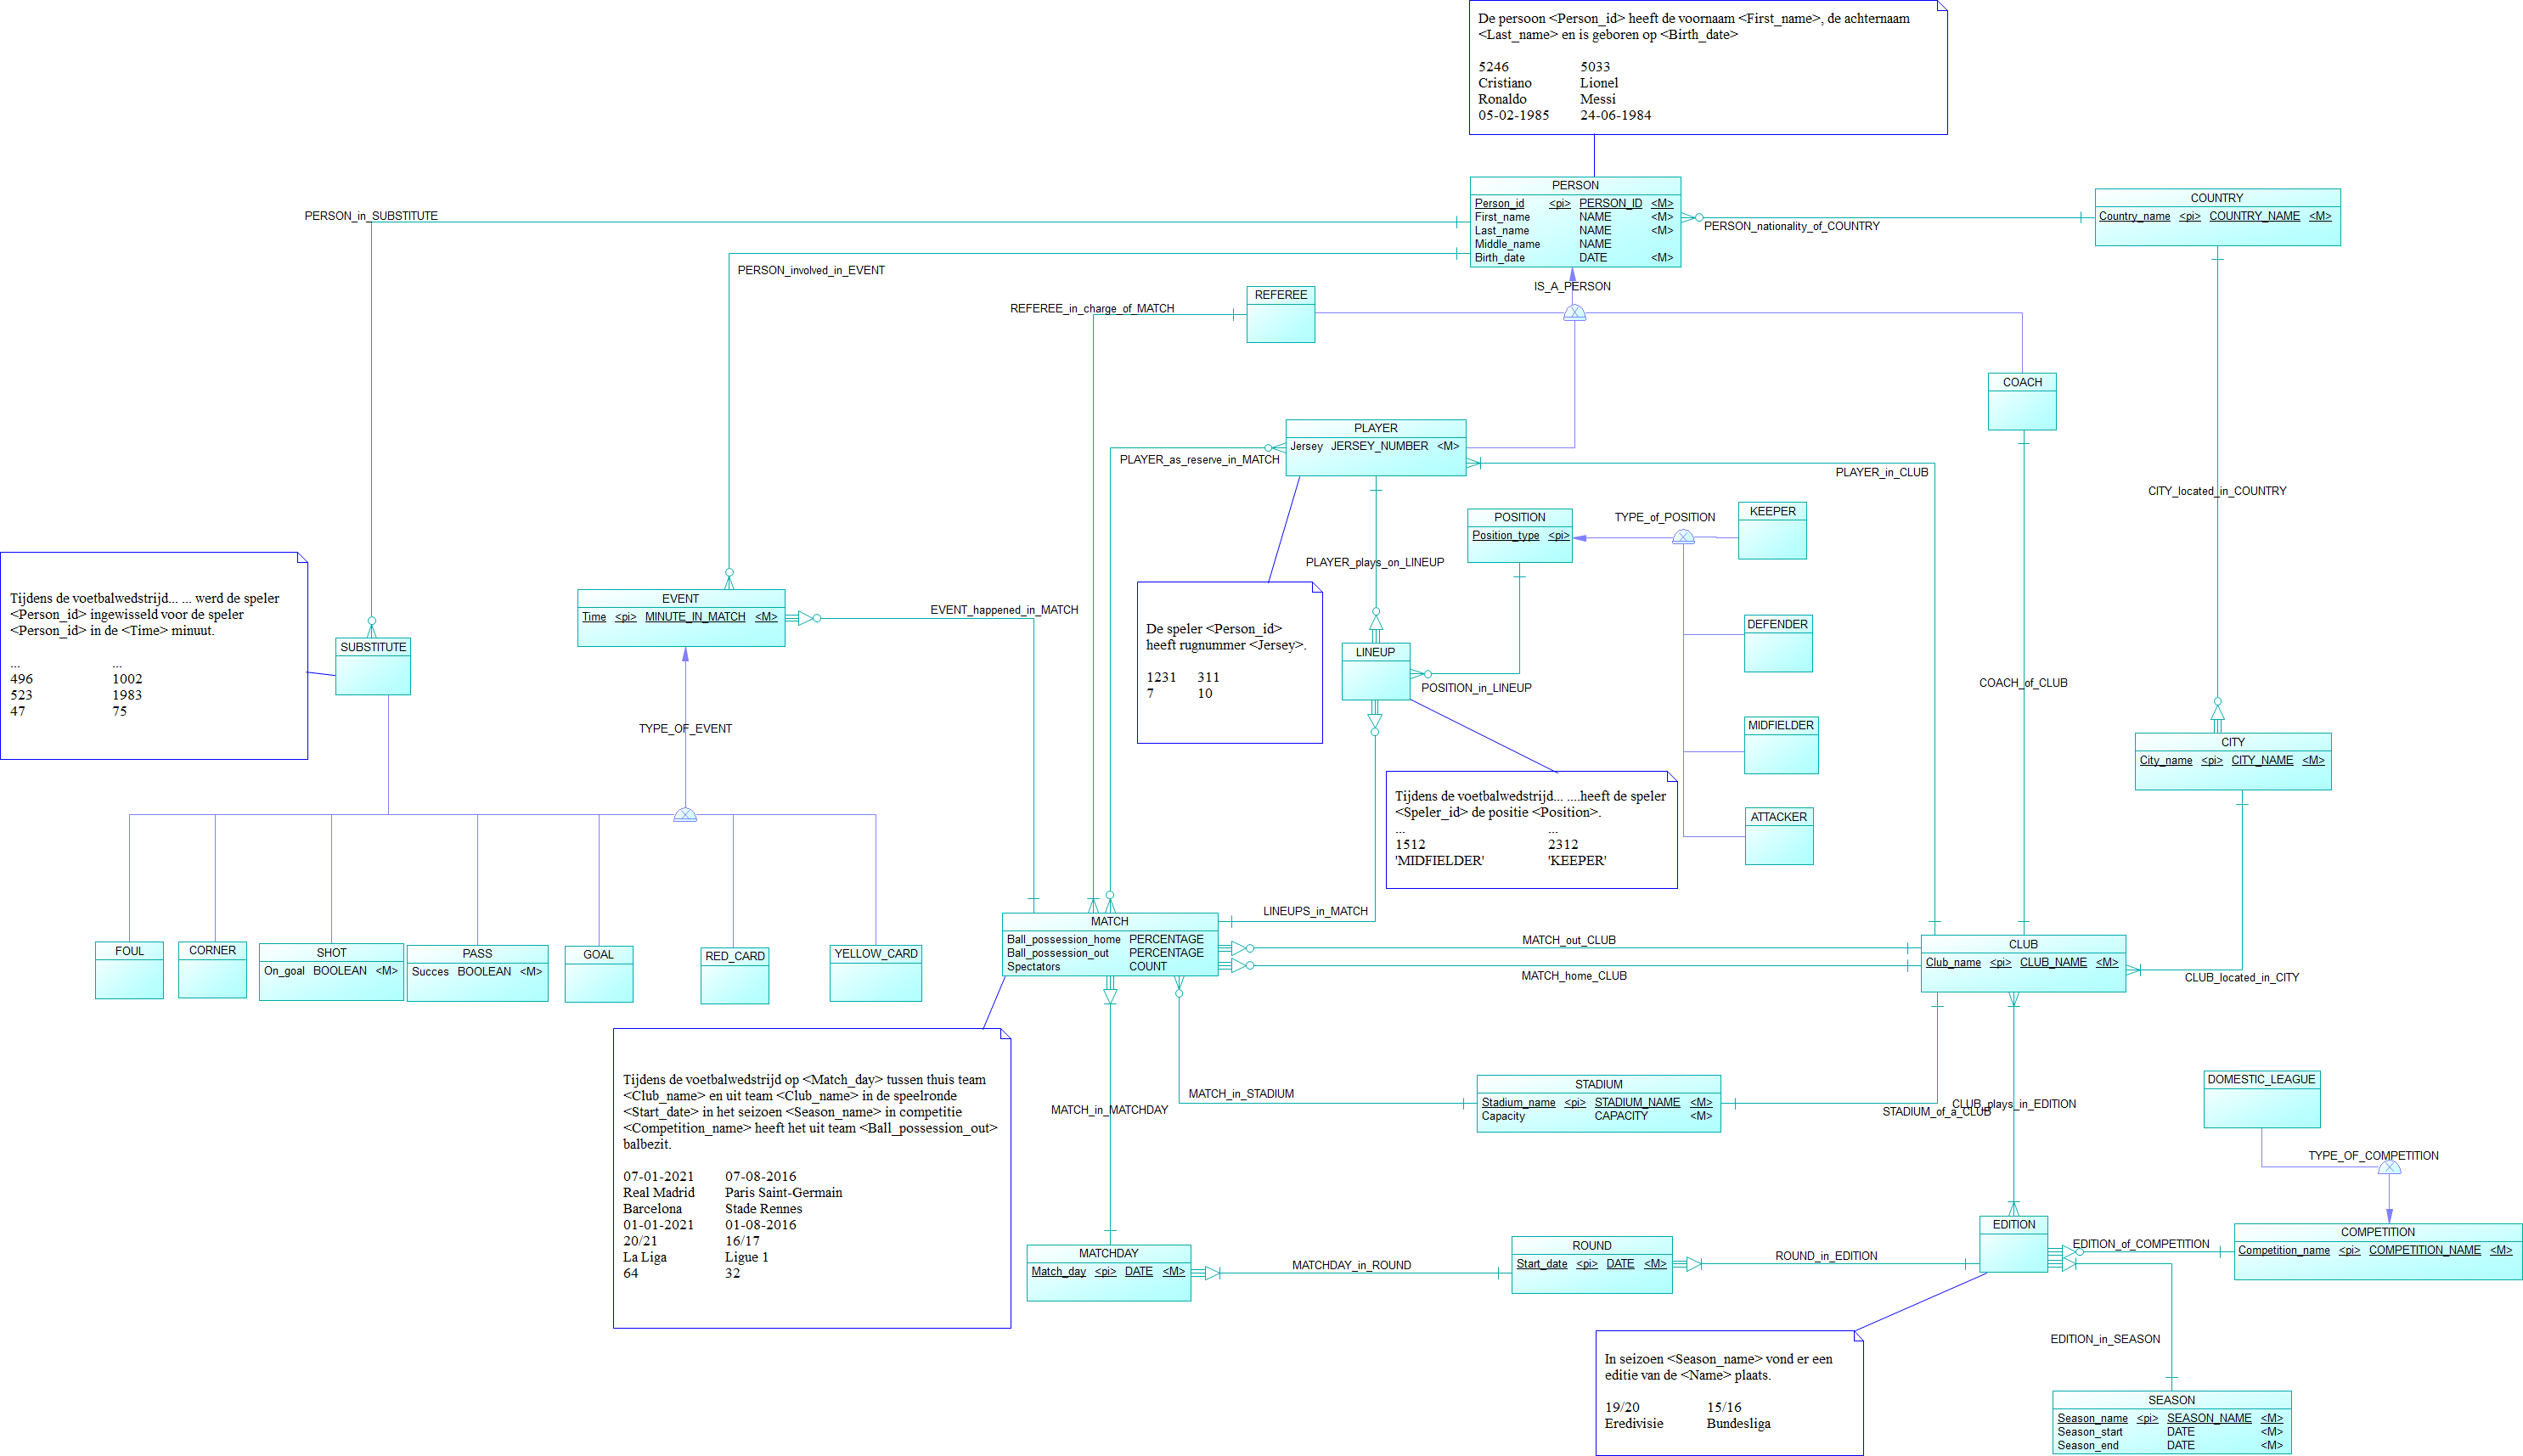 De persoon <Person_id> heeft de voornaam <First_name>, de achternaam
<Last_name> en is geboren op <Birth_date>
5246 5033
Cristiano Lionel
Ronaldo Messi
05-02-1985 24-06-1984
PERSON
Person_id <pi> PERSON_ID <M>
First_name NAME <M>
Last_name NAME <M>
Middle_name NAME
Birth_date DATE <M>
COUNTRY
Country_name <pi> COUNTRY_NAME <M>
PERSON_in_SUBSTITUTE
PERSON_nationality_of_COUNTRY
PERSON_involved_in_EVENT
IS_A_PERSON
REFEREE
REFEREE_in_charge_of_MATCH
COACH
PLAYER
Jersey JERSEY_NUMBER <M>
PLAYER_as_reserve_in_MATCH
PLAYER_in_CLUB
CITY_located_in_COUNTRY
POSITION
Position_type <pi>
TYPE_of_POSITION
KEEPER
PLAYER_plays_on_LINEUP
DEFENDER
Tijdens de voetbalwedstrijd... ... werd de speler
<Person_id> ingewisseld voor de speler
<Person_id> in de <Time> minuut.
... ...
496 1002
523 1983
47 75
SUBSTITUTE
EVENT
Time <pi> MINUTE_IN_MATCH <M>
EVENT_happened_in_MATCH
De speler <Person_id>
heeft rugnummer <Jersey>.
1231 311
7 10
LINEUP
POSITION_in_LINEUP
COACH_of_CLUB
TYPE_OF_EVENT
MIDFIELDER
CITY
City_name <pi> CITY_NAME <M>
Tijdens de voetbalwedstrijd... ....heeft de speler
<Speler_id> de positie <Position>.
... ...
1512 2312
'MIDFIELDER' 'KEEPER'
ATTACKER
LINEUPS_in_MATCH
FOUL
CORNER
SHOT
On_goal BOOLEAN <M>
PASS
Succes BOOLEAN <M>
GOAL
RED_CARD
YELLOW_CARD
MATCH
Ball_possession_home PERCENTAGE
Ball_possession_out PERCENTAGE
Spectators COUNT
MATCH_out_CLUB
MATCH_home_CLUB
CLUB
Club_name <pi> CLUB_NAME <M>
CLUB_located_in_CITY
Tijdens de voetbalwedstrijd op <Match_day> tussen thuis team
<Club_name> en uit team <Club_name> in de speelronde
<Start_date> in het seizoen <Season_name> in competitie
<Competition_name> heeft het uit team <Ball_possession_out>
balbezit.
07-01-2021 07-08-2016
Real Madrid Paris Saint-Germain
Barcelona Stade Rennes
01-01-2021 01-08-2016
20/21 16/17
La Liga Ligue 1
64 32
MATCH_in_MATCHDAY
MATCH_in_STADIUM
STADIUM
Stadium_name <pi> STADIUM_NAME <M>
Capacity CAPACITY <M>
STADIUM_of_a_CLUB
CLUB_plays_in_EDITION
DOMESTIC_LEAGUE
TYPE_OF_COMPETITION
MATCHDAY
Match_day <pi> DATE <M>
MATCHDAY_in_ROUND
ROUND
Start_date <pi> DATE <M>
ROUND_in_EDITION
EDITION
EDITION_of_COMPETITION
COMPETITION
Competition_name <pi> COMPETITION_NAME <M>
EDITION_in_SEASON
In seizoen <Season_name> vond er een
editie van de <Name> plaats.
19/20 15/16
Eredivisie Bundesliga
SEASON
Season_name <pi> SEASON_NAME <M>
Season_start DATE <M>
Season_end DATE <M>